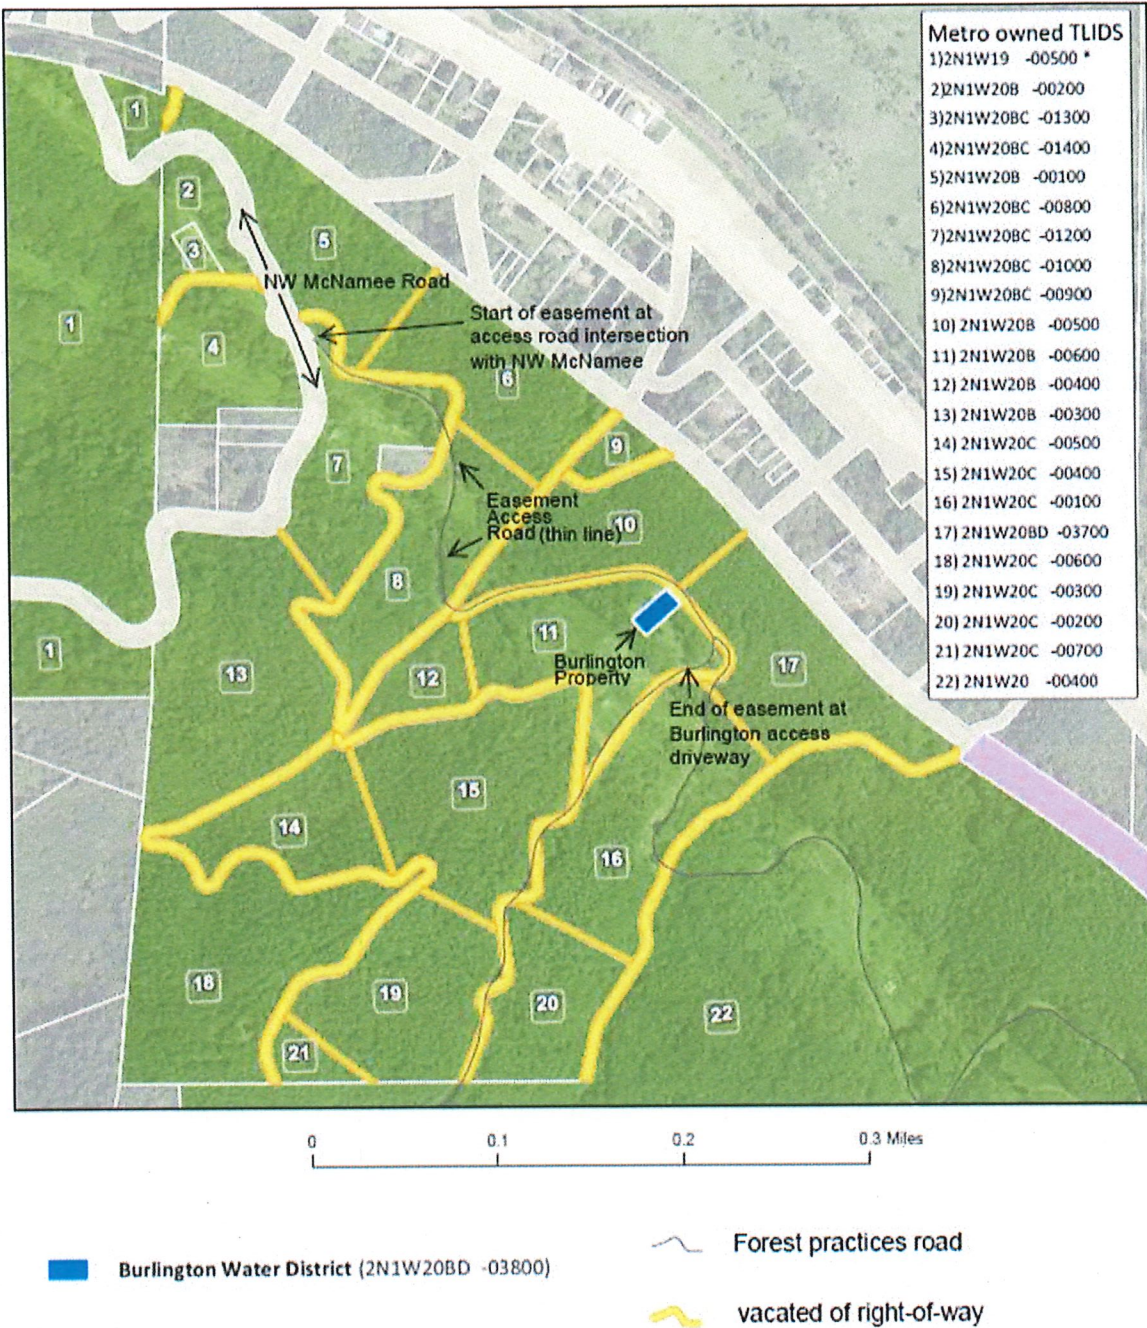 Metro owned TLIDS
1)2N1W19 -00500 *
2)2N1W20B -00200
3)2N1W20BC -01300
4)2N1W20BC -01400
5)2N1W20B -00100
6)2N1W20BC -00800
7)2N1W20BC -01200
8)2N1W20BC -01000
9)2N1W20BC -00900
10) 2N1W20B -00500
11) 2N1W20B -00600
12) 2N1W20B -00400
13) 2N1W20B -00300
14) 2N1W20C -00500
15) 2N1W20C -00400
16) 2N1W20C -00100
17) 2N1W20BD -03700
18) 2N1W20C -00600
19) 2N1W20C -00300
20) 2N1W20C -00200
21) 2N1W20C -00700
22) 2N1W20 -00400
1
2
3
5
NW McNamee Road
1
4
Start of easement at
access road intersection
with NW McNamee
6
7
9
Easement
Access
Road (thin line)
10
8
11
1
13
12
Burlington
Property
17
End of easement at
Burlington access
driveway
15
14
16
18
19
20
22
21
0 0.1 0.2 0.3 Miles
Burlington Water District (2N1W20BD -03800)
Forest practices road
vacated of right-of-way